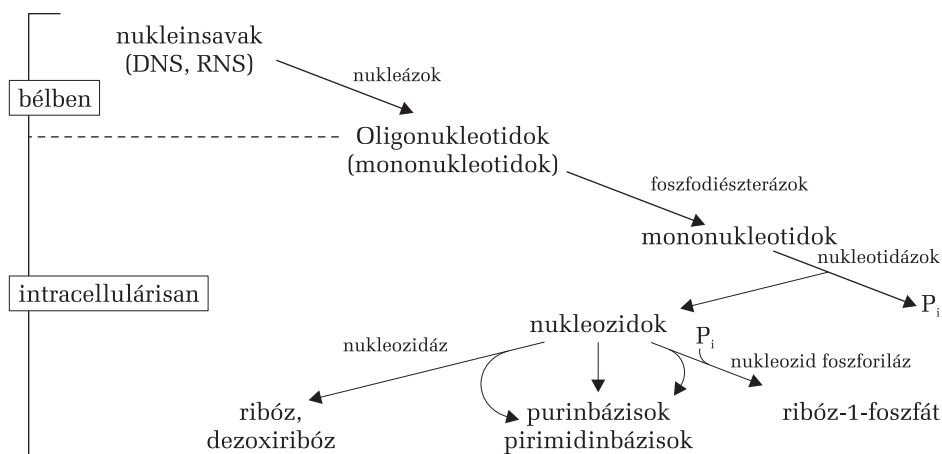 nukleinsavak
(DNS, RNS)
nukleázok
bélben
Oligonukleotidok
(mononukleotidok)
foszfodiészterázok
mononukleotidok
nukleotidázok
intracellulárisan
Pi
nukleozidok
Pi
nukleozidáz
nukleozid foszforiláz
ribóz,
dezoxiribóz
purinbázisok
pirimidinbázisok
ribóz-1-foszfát